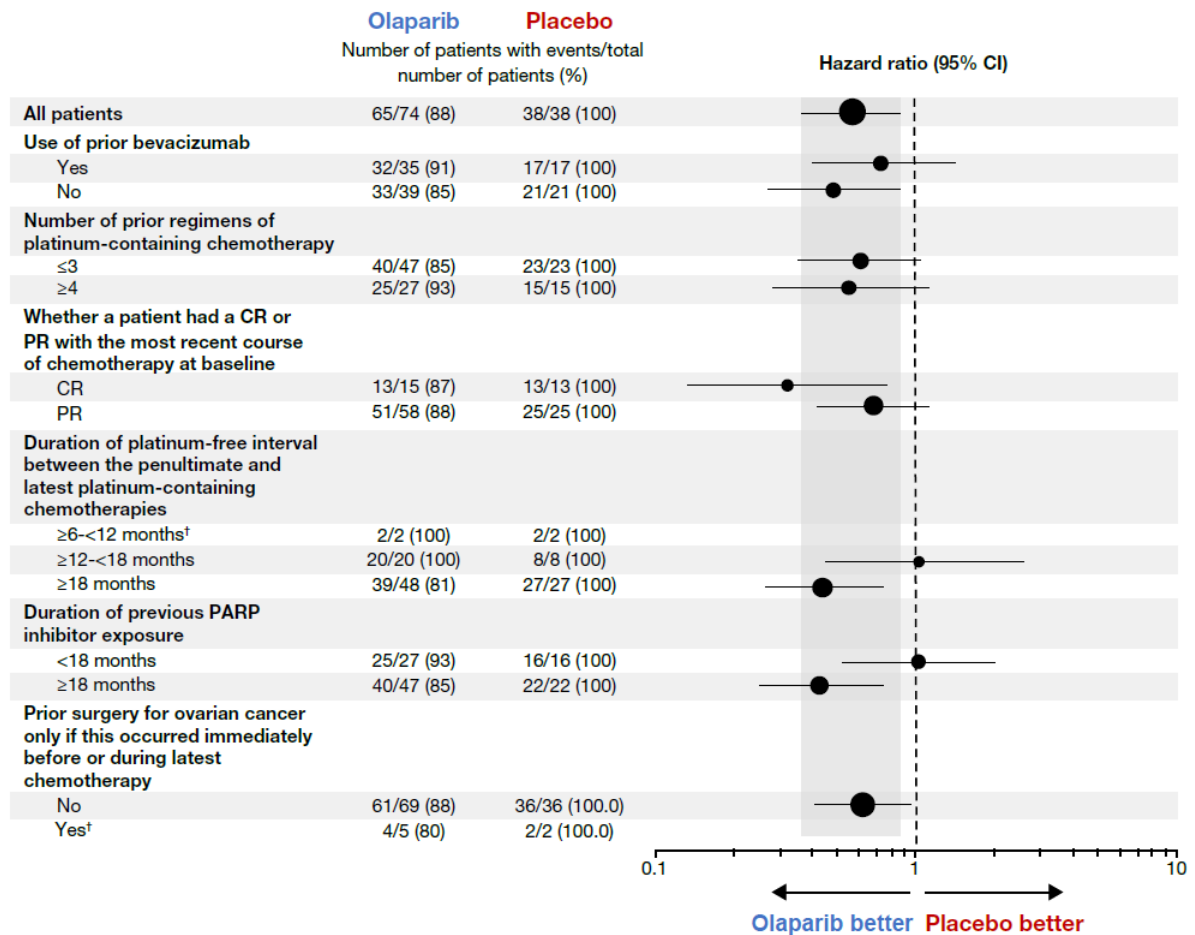 Olaparib Placebo
Number of patients with events/total
number of patients (%)
Hazard ratio (95% CI)
All patients 65/74 (88) 38/38 (100)
Use of prior bevacizumab
Yes 32/35 (91) 17/17 (100)
No 33/39 (85) 21/21 (100)
Number of prior regimens of
platinum-containing chemotherapy
≤3 40/47 (85) 23/23 (100)
≥4 25/27 (93) 15/15 (100)
Whether a patient had a CR or
PR with the most recent course
of chemotherapy at baseline
CR 13/15 (87) 13/13 (100)
PR 51/58 (88) 25/25 (100)
Duration of platinum-free interval
between the penultimate and
latest platinum-containing
chemotherapies
≥6-<12 months† 2/2 (100) 2/2 (100)
≥12-<18 months 20/20 (100) 8/8 (100)
≥18 months 39/48 (81) 27/27 (100)
Duration of previous PARP
inhibitor exposure
<18 months 25/27 (93) 16/16 (100)
≥18 months 40/47 (85) 22/22 (100)
Prior surgery for ovarian cancer
only if this occurred immediately
before or during latest
chemotherapy
No 61/69 (88) 36/36 (100.0)
Yes† 4/5 (80) 2/2 (100.0)
0.1 1 10
Olaparib better Placebo better